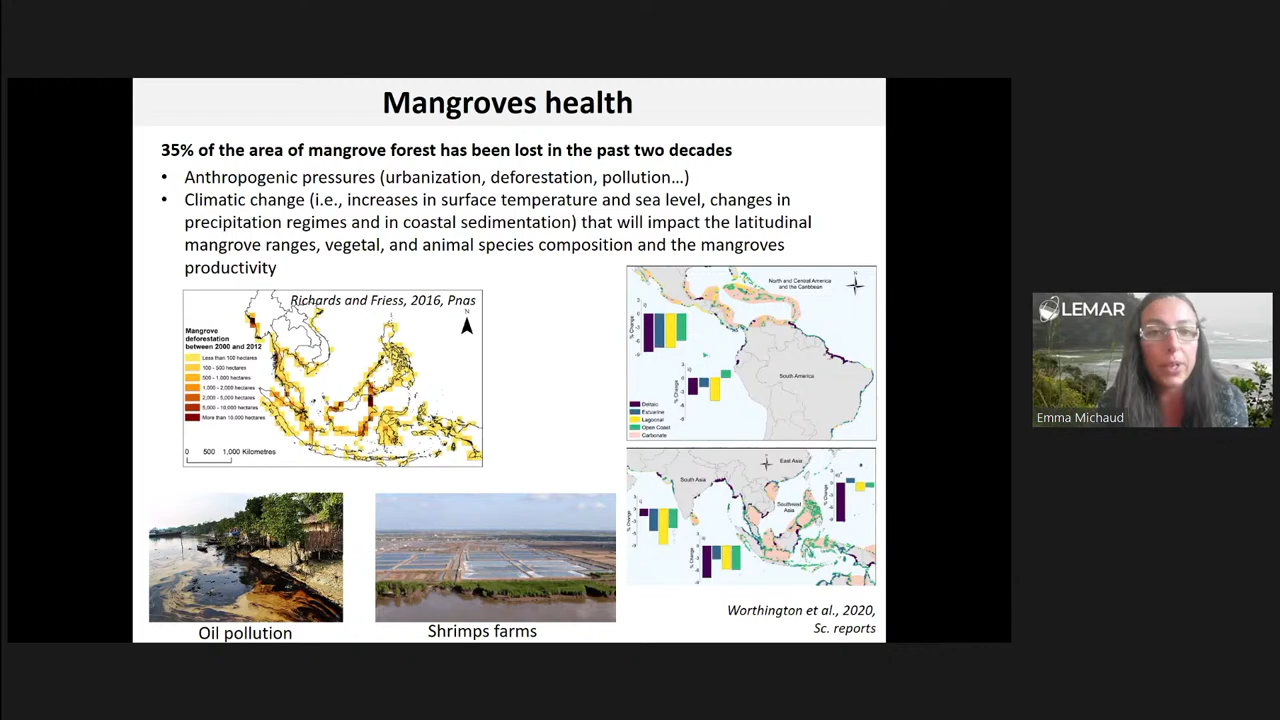 Mangroves health
35% of the area of mangrove forest has been lost in the past two decades
• Anthropogenic pressures (urbanization, deforestation, pollution…)
• Climatic change (i.e., increases in surface temperature and sea level, changes in
precipitation regimes and in coastal sedimentation) that will impact the latitudinal
mangrove ranges, vegetal, and animal species composition and the mangroves
productivity
Richards and Friess, 2016, Pnas
N
Mangrove
deforestation
between 2000 and 2012
Less than 100 hectares
100 - 500 hectares
500 - 1,000 hectares
1,000 - 2,000 hectares
2,000 - 5,000 hectares
5,000 - 10,000 hectares
More than 10,000 hectares
0 500 1,000 Kilometres
North and Central America
and the Caribbean
N
% Change
% Change
South America
Deltaic
Estuarine
Lagoonal
Open Coast
Carbonate
East Asia
South Asia
Southeast
Asia
% Change
% Change
% Change
Worthington et al., 2020,
Sc. reports
Oil pollution
Shrimps farms
LEMAR
Emma Michaud